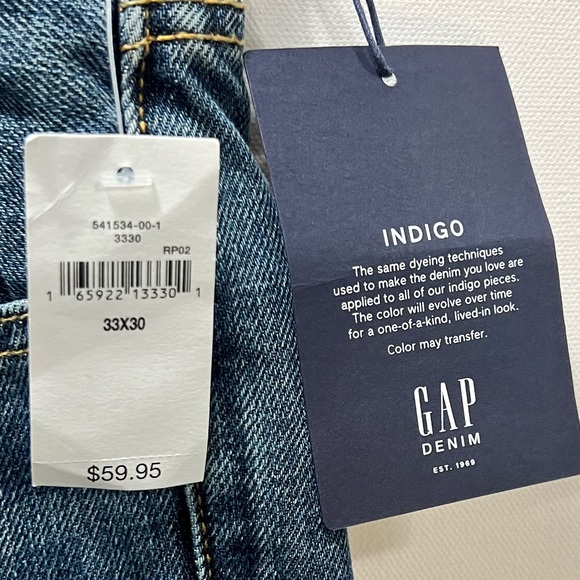 541534-00-1
3330
RP02
1 65922 13330 1
33X30
$59.95
INDIGO
The same dyeing techniques
used to make the denim you love are
applied to all of our indigo pieces.
The color will evolve over time
for a one-of-a-kind, lived-in look.
Color may transfer.
GAP
DENIM
EST. 1969